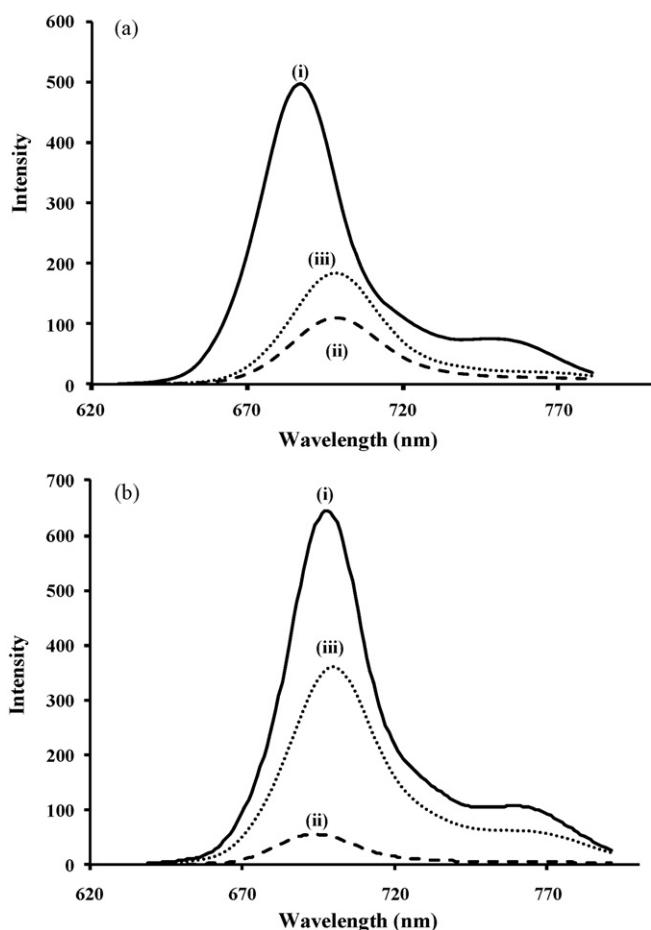 (a)
600
500
400
300
200
100
0
Intensity
(i)
(iii)
(ii)
620 670 720 770
Wavelength (nm)
(b)
700
600
500
400
300
200
100
0
Intensity
(i)
(iii)
(ii)
620 670 720 770
Wavelength (nm)